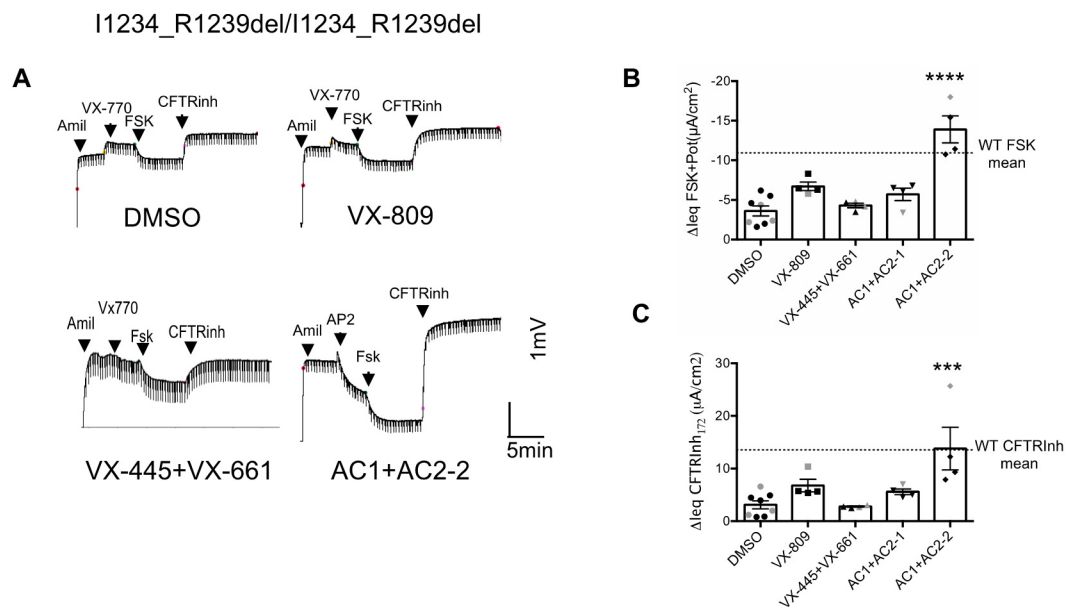 I1234_R1239del/I1234_R1239del
A
Amil
VX-770
FSK
CFTRinh
DMSO
Amil
VX-770
FSK
CFTRinh
VX-809
Amil
Vx770
Fsk
CFTRinh
VX-445+VX-661
Amil
AP2
Fsk
CFTRinh
AC1+AC2-2
1mV
5min
B
ΔIeq FSK+Pot(µA/cm²)
-20
-15
-10
-5
0
****
WT FSK
mean
DMSO
VX-809
VX-445+VX-661
AC1+AC2-1
AC1+AC2-2
C
ΔIeq CFTRInh₁₇₂ (µA/cm2)
30
20
10
0
***
WT CFTRInh
mean
DMSO
VX-809
VX-445+VX-661
AC1+AC2-1
AC1+AC2-2